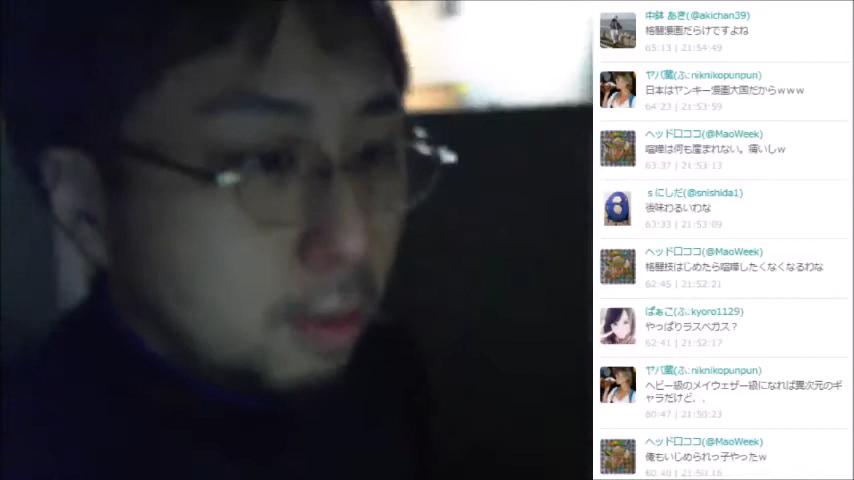 中鉢 あき(@akichan39)
格闘漫画だらけですよね
65:13 | 21:54:49
ヤバ蔵(ふ:niknikopunpun)
日本はヤンキー漫画大国だからｗｗｗ
64:23 | 21:53:59
ヘッドロココ(@MaoWeek)
喧嘩は何も産まれない。痛いしｗ
63:37 | 21:53:13
ｓにしだ(@snishida1)
後味わるいわな
63:33 | 21:53:09
ヘッドロココ(@MaoWeek)
格闘技はじめたら喧嘩したくなくなるわな
62:45 | 21:52:21
ぱぁこ(ふ:kyoro1129)
やっぱりラスベガス？
62:41 | 21:52:17
ヤバ蔵(ふ:niknikopunpun)
ヘビー級のメイウェザー級になれば異次元のギ
ャラだけど．．
60:47 | 21:50:23
ヘッドロココ(@MaoWeek)
俺もいじめられっ子やったｗ
60:40 | 21:50:16